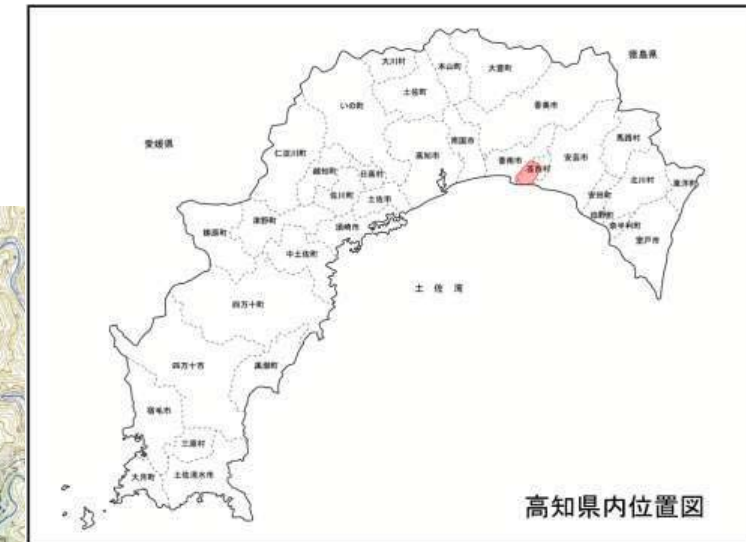 徳島県
大川村
本山町
大豊町
土佐町
いの町
香美市
愛媛県
馬路村
南国市
高知市
香南市
安芸市
仁淀川町
芸西村
越知町
日高村
北川村
東洋町
佐川町
土佐市
安田町
田野町
津野町
須崎市
奈半利町
檮原町
室戸市
中土佐町
土佐湾
四万十町
四万十市
黒潮町
宿毛市
三原村
大月町
土佐清水市
高知県内位置図